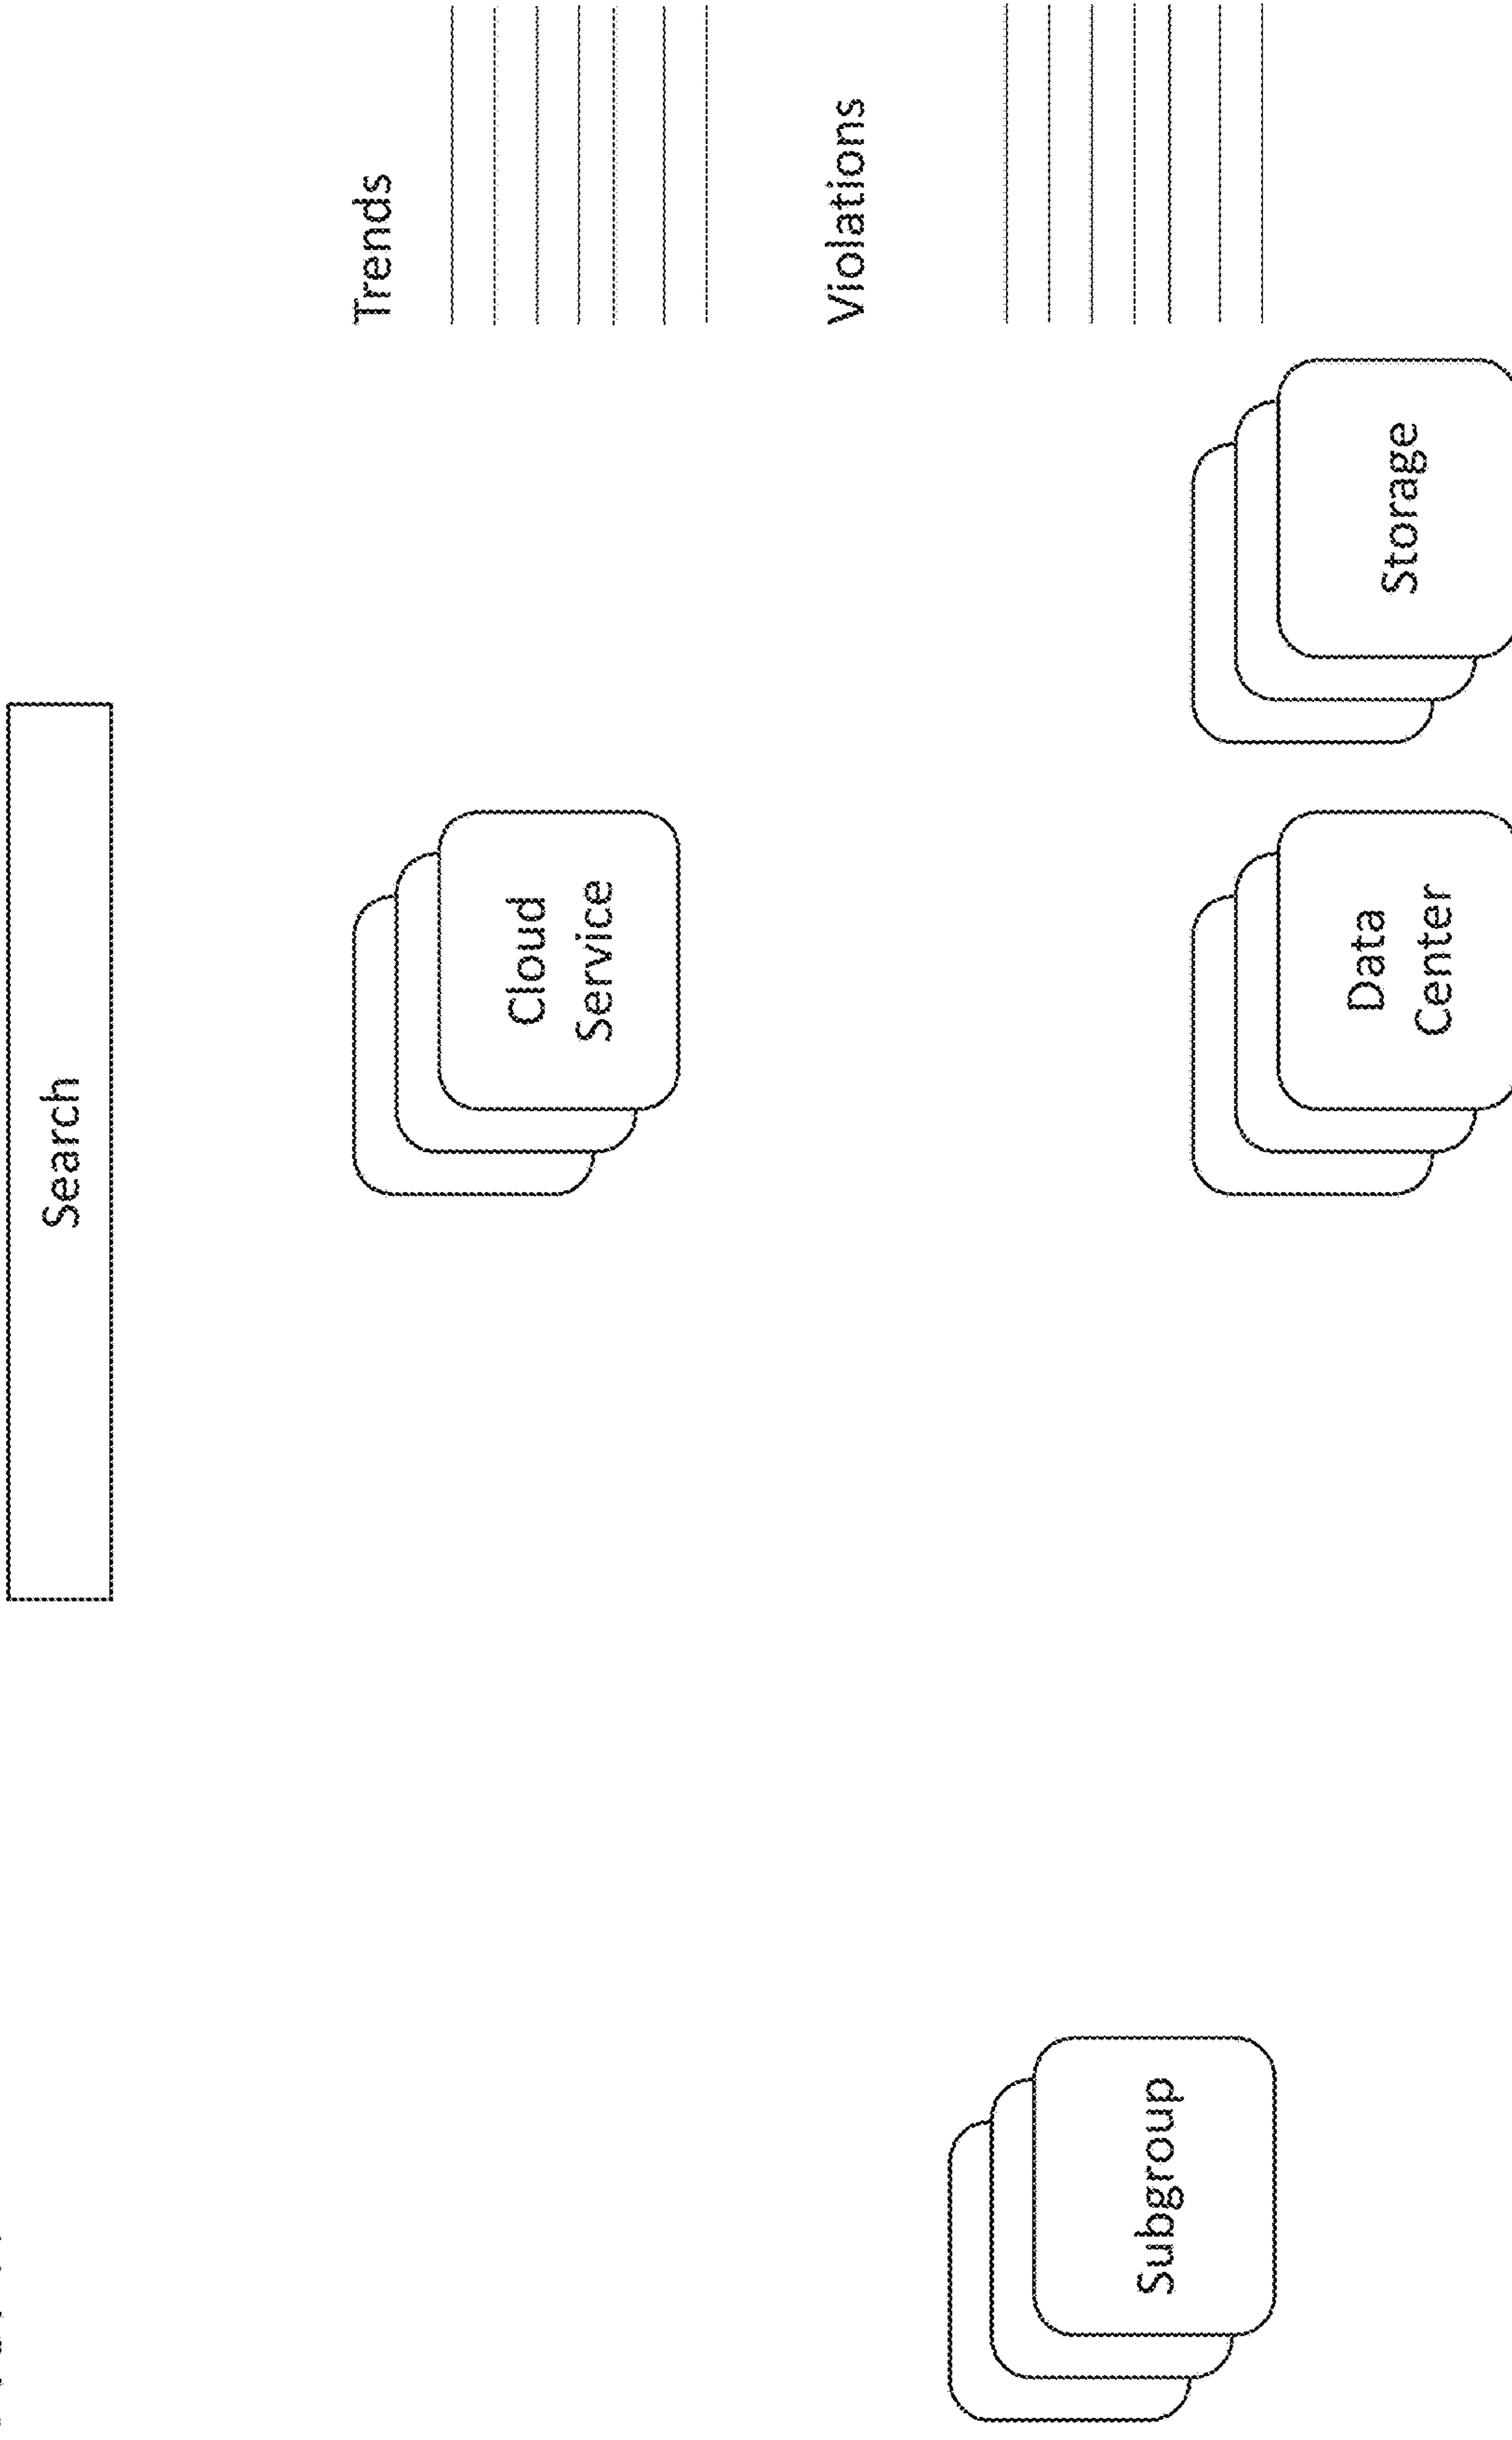 Search
Trends
Cloud
Service
Violations
Subgroup
Data
Center
Storage